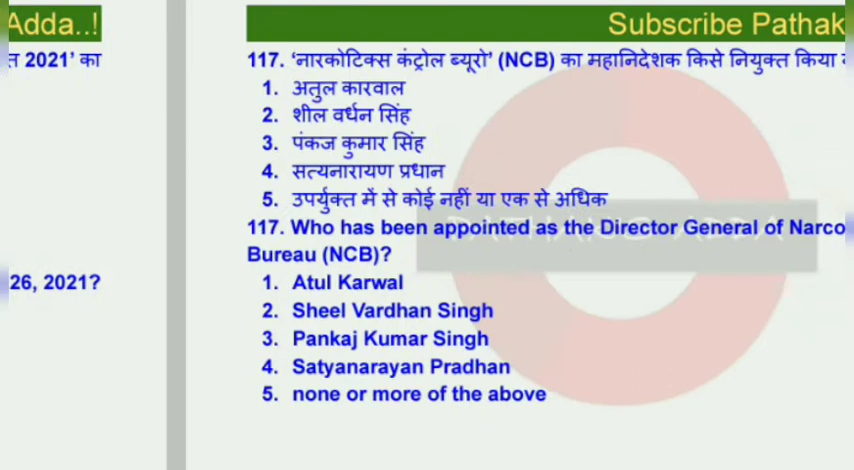 Adda..!
Subscribe Pathak
2021’ का
117. ‘नारकोटिक्स कंट्रोल ब्यूरो’ (NCB) का महानिदेशक किसे नियुक्त किया
1. अतुल कारवाल
2. शील वर्धन सिंह
3. पंकज कुमार सिंह
4. सत्यनारायण प्रधान
5. उपर्युक्त में से कोई नहीं या एक से अधिक
117. Who has been appointed as the Director General of Narco
Bureau (NCB)?
26, 2021?
1. Atul Karwal
2. Sheel Vardhan Singh
3. Pankaj Kumar Singh
4. Satyanarayan Pradhan
5. none or more of the above